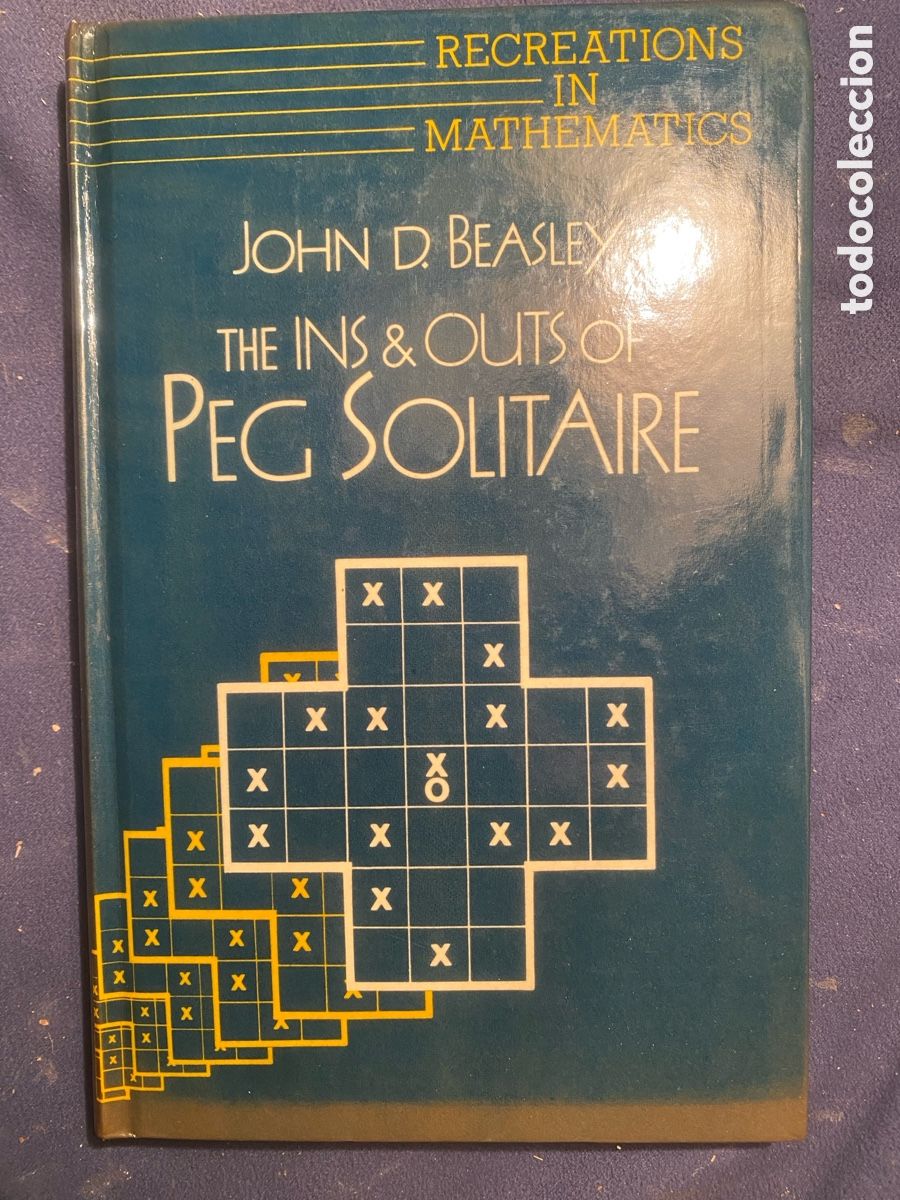 RECREATIONS
IN
MATHEMATICS
JOHN D. BEASLEY
THE INS & OUTS OF
PEG SOLITAIRE
X X
X
X X X X
X X X
O
X X X X
X
X
todocoleccion